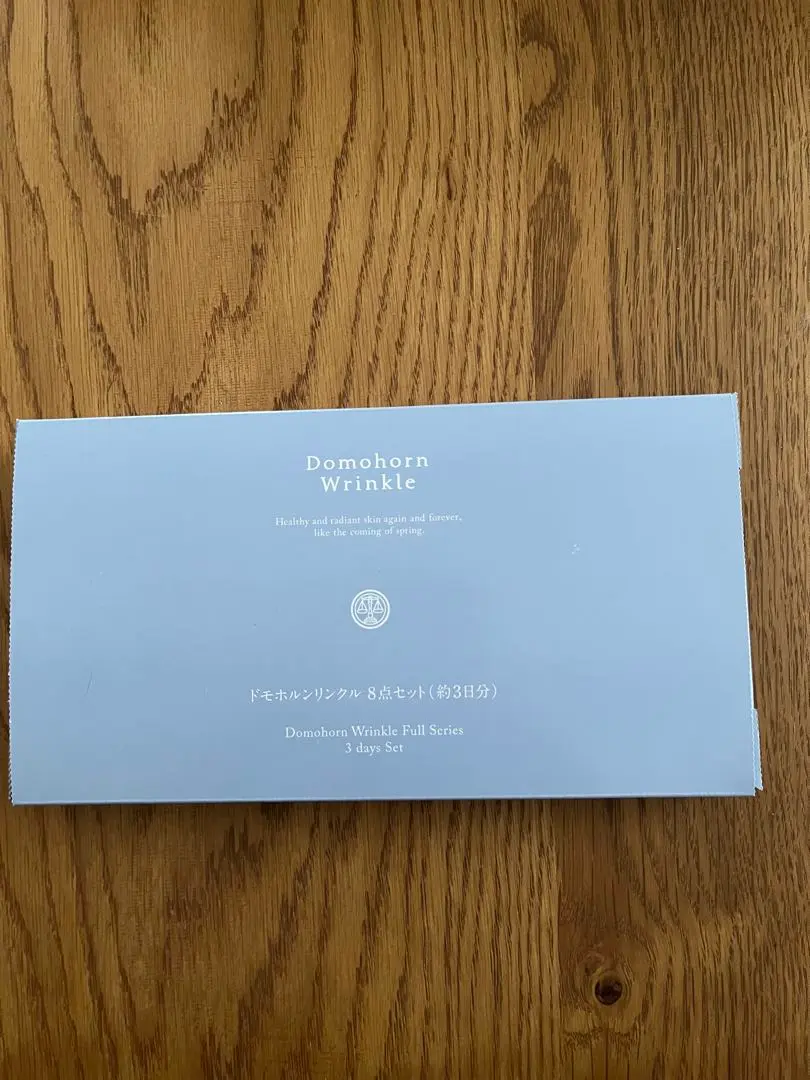 Domohorn
Wrinkle
Healthy and radiant skin again and forever,
like the coming of spring.
ドモホルンリンクル 8点セット(約3日分)
Domohorn Wrinkle Full Series
3 days Set